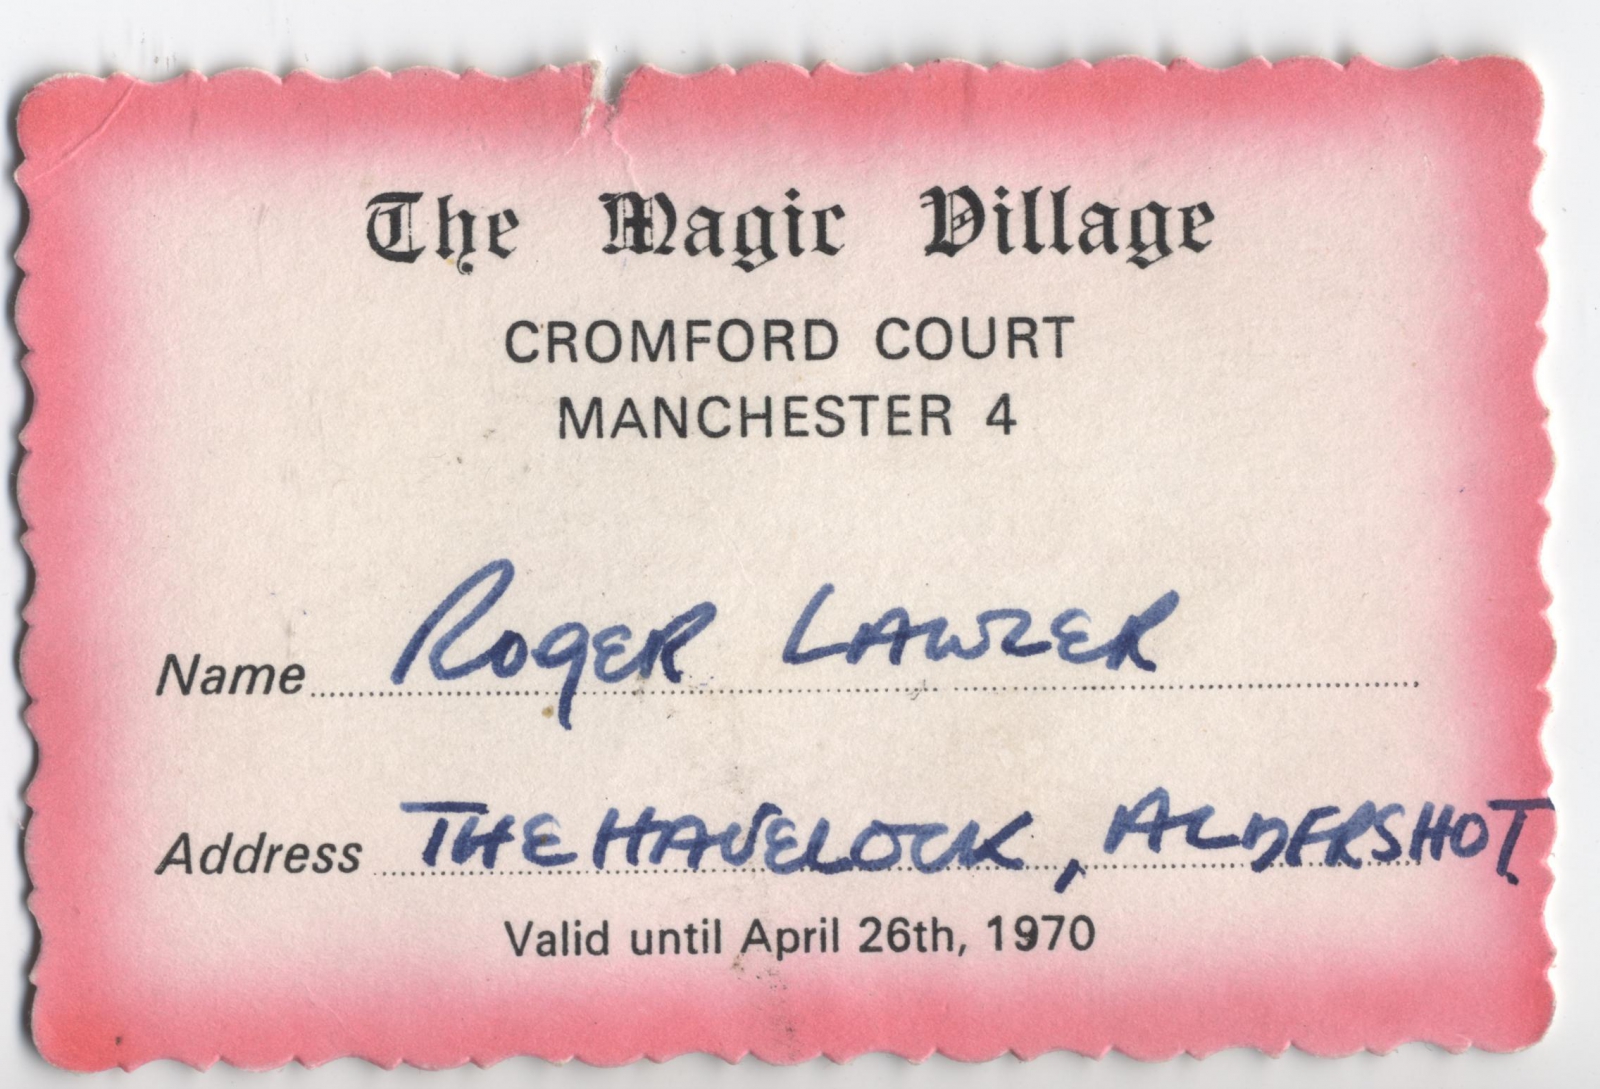 The Magic Village
CROMFORD COURT
MANCHESTER 4
Name ROGER LAWLER
Address THE HAVELOCK, ALDERSHOT
Valid until April 26th, 1970